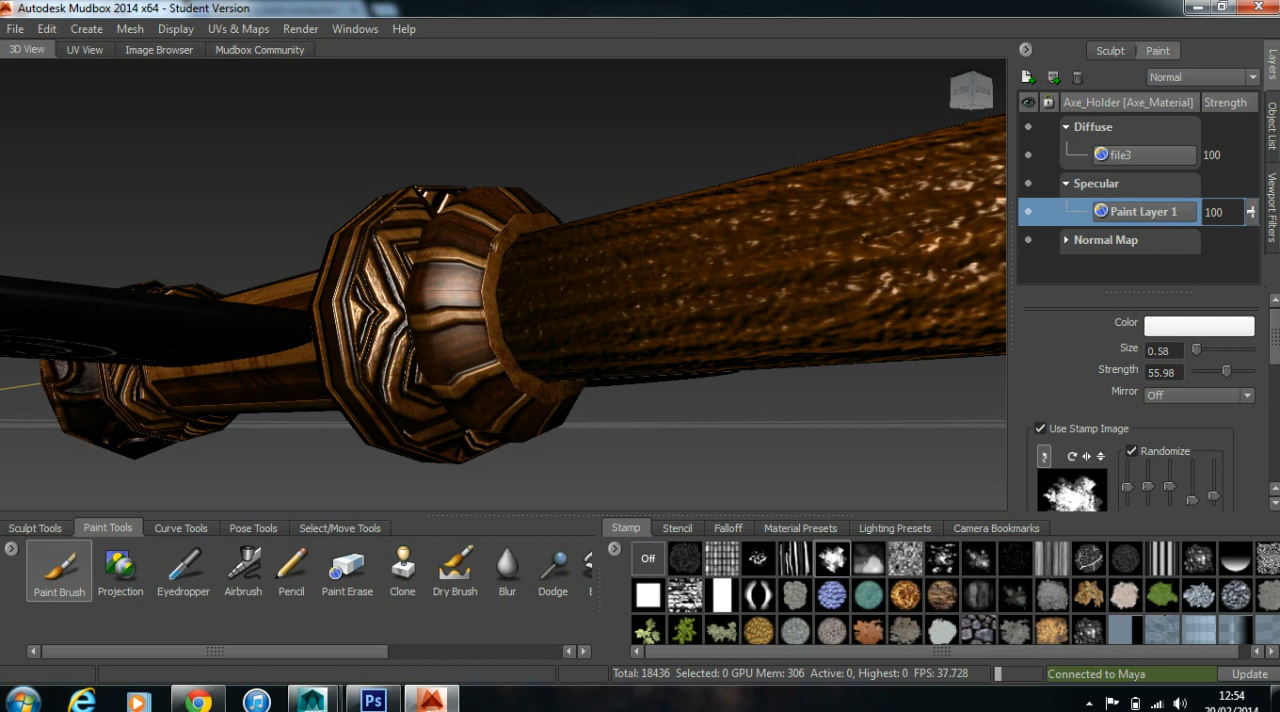 Autodesk Mudbox 2014 x64 - Student Version
File Edit Create Mesh Display UVs & Maps Render Windows Help
3D View UV View Image Browser Mudbox Community
Sculpt Paint
Normal
Axe_Holder [Axe_Material] Strength
Diffuse
file3 100
Specular
Paint Layer 1 100
Normal Map
Layers
Object List
Viewport Filters
Color
Size 0.58
Strength 55.98
Mirror Off
Use Stamp Image
Randomize
Sculpt Tools Paint Tools Curve Tools Pose Tools Select/Move Tools
Stamp Stencil Falloff Material Presets Lighting Presets Camera Bookmarks
Off
Paint Brush Projection Eyedropper Airbrush Pencil Paint Erase Clone Dry Brush Blur Dodge
Total: 18436 Selected: 0 GPU Mem: 306 Active: 0, Highest: 0 FPS: 37.728
Connected to Maya Update
Ps
12:54
20/02/2014